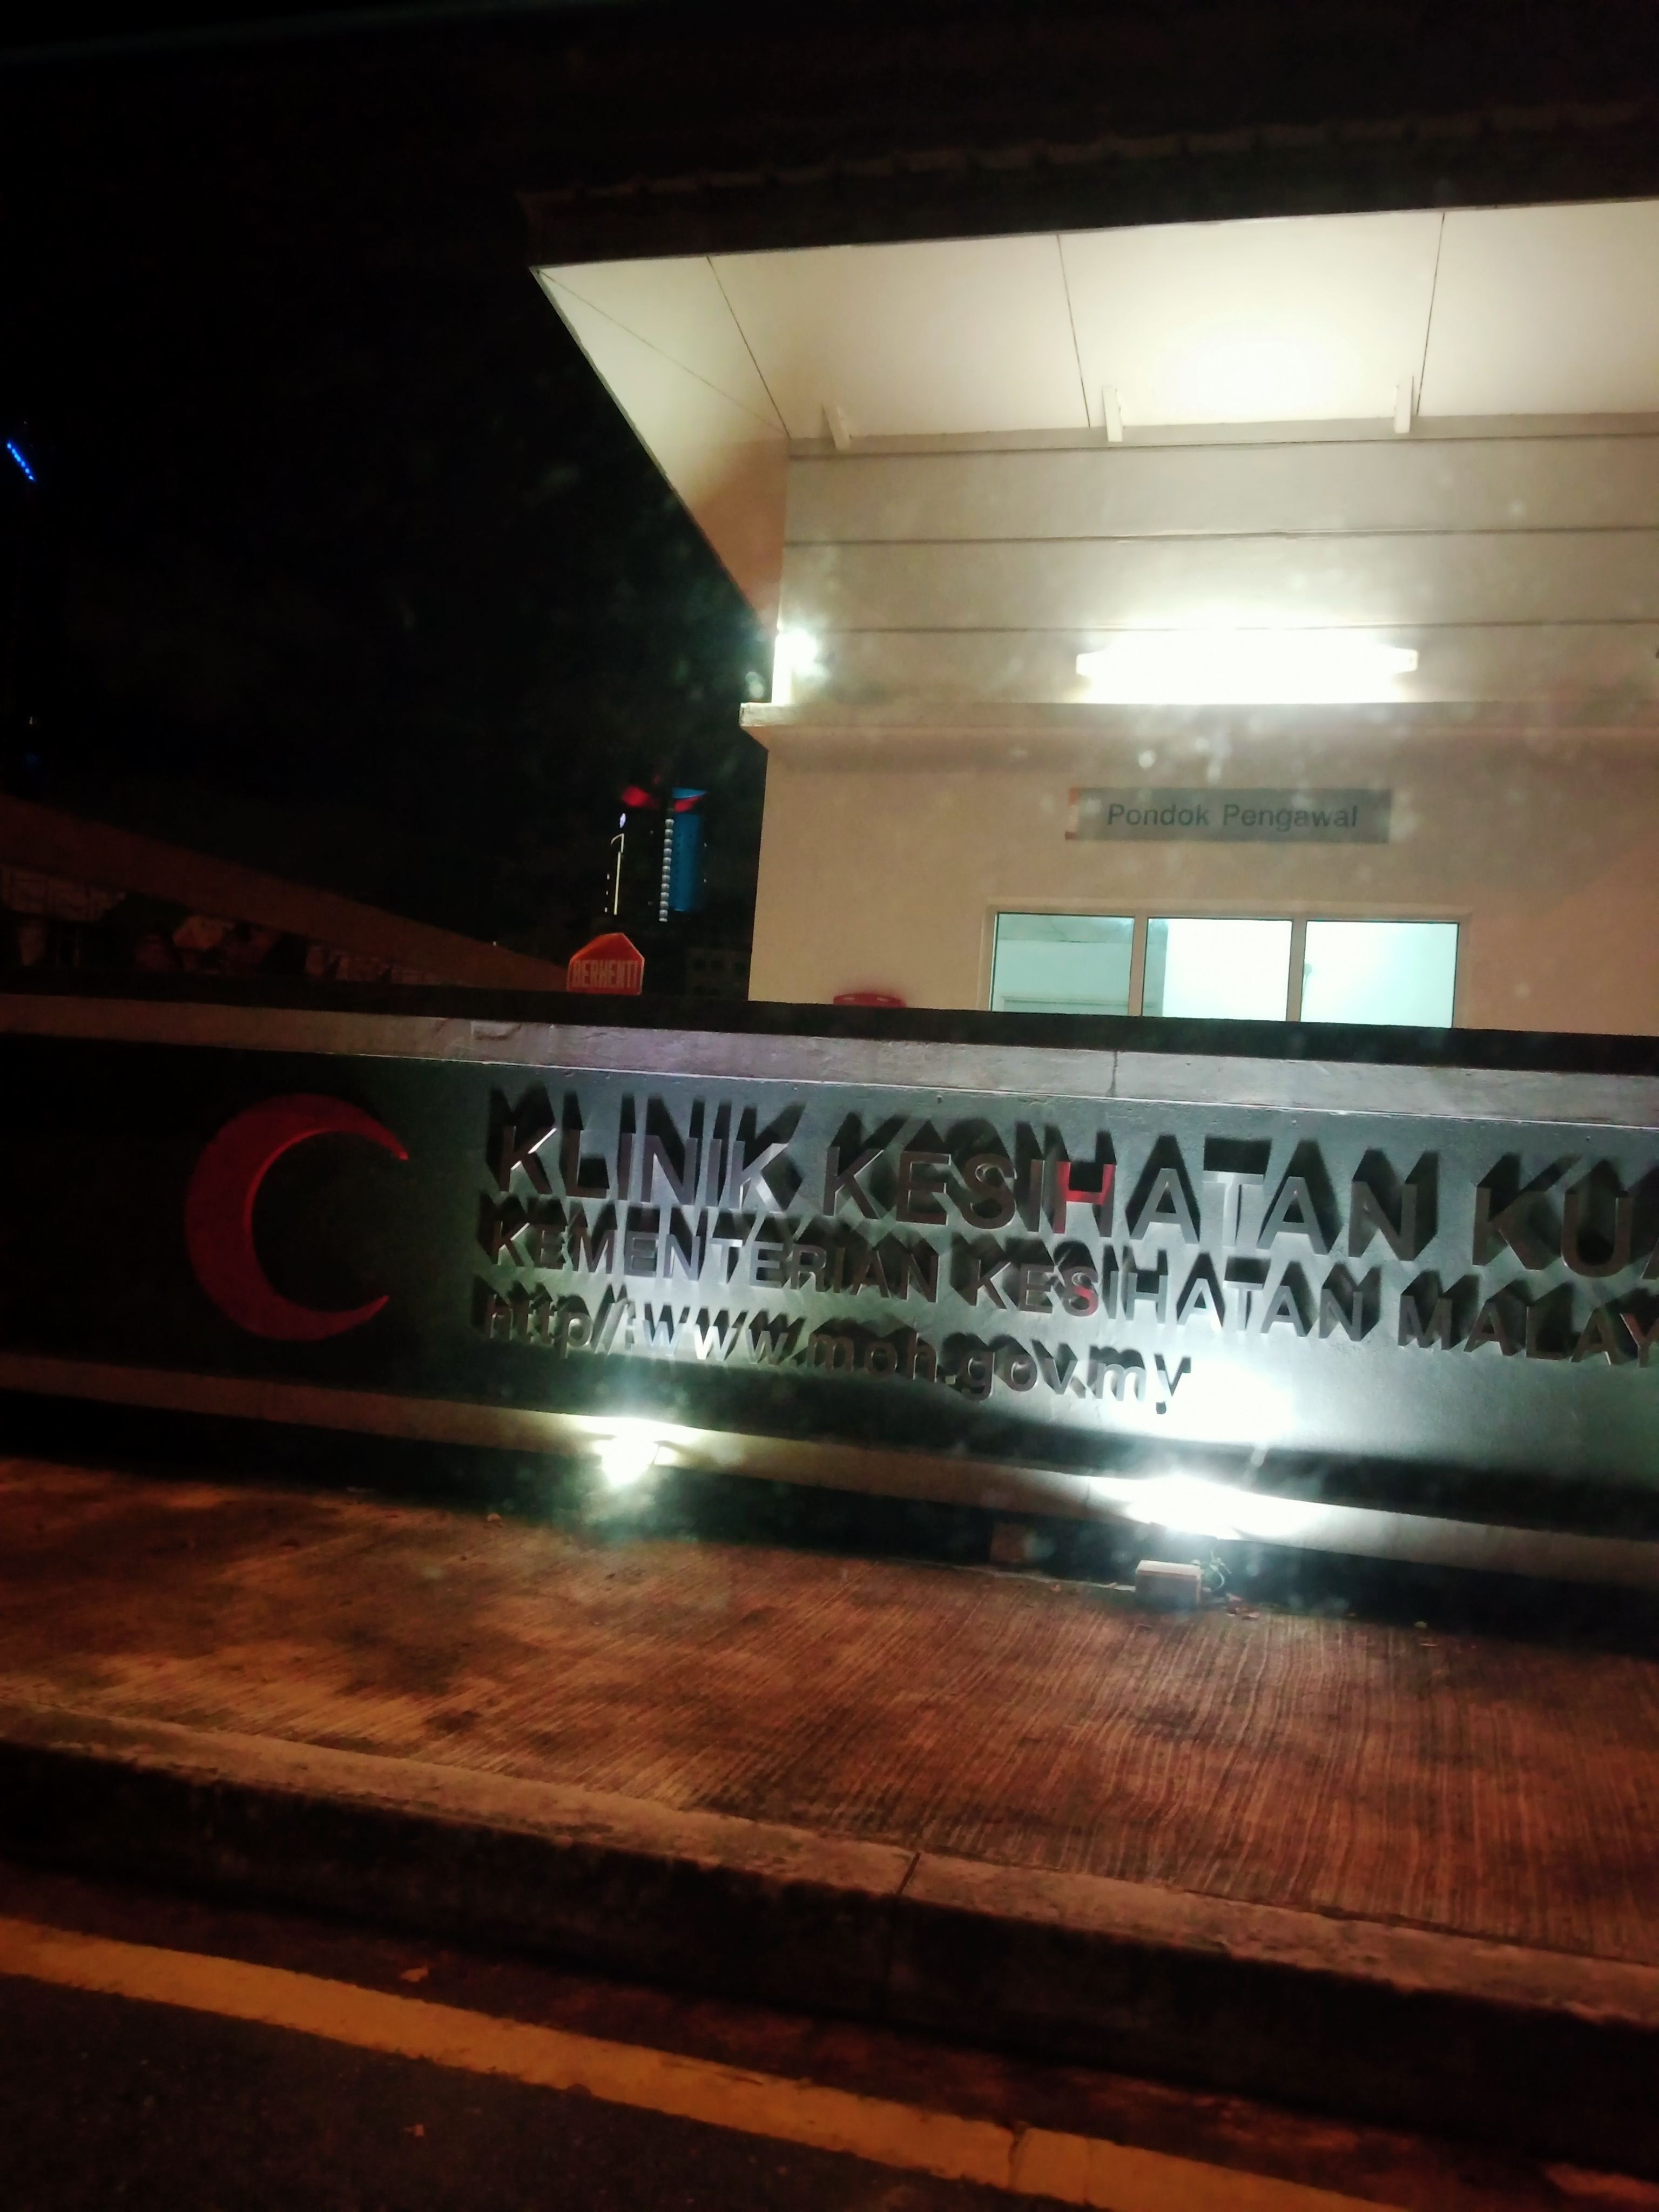 Pondok Pengawal
BERHENTI
KLINIK KESIHATAN
KEMENTERIAN KESIHATAN
http//:www.moh.gov.my